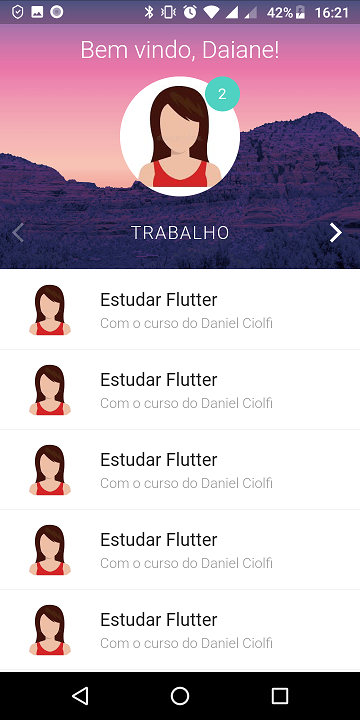 42% 16:21
Bem vindo, Daiane!
2
TRABALHO
Estudar Flutter
Com o curso do Daniel Ciolfi
Estudar Flutter
Com o curso do Daniel Ciolfi
Estudar Flutter
Com o curso do Daniel Ciolfi
Estudar Flutter
Com o curso do Daniel Ciolfi
Estudar Flutter
Com o curso do Daniel Ciolfi